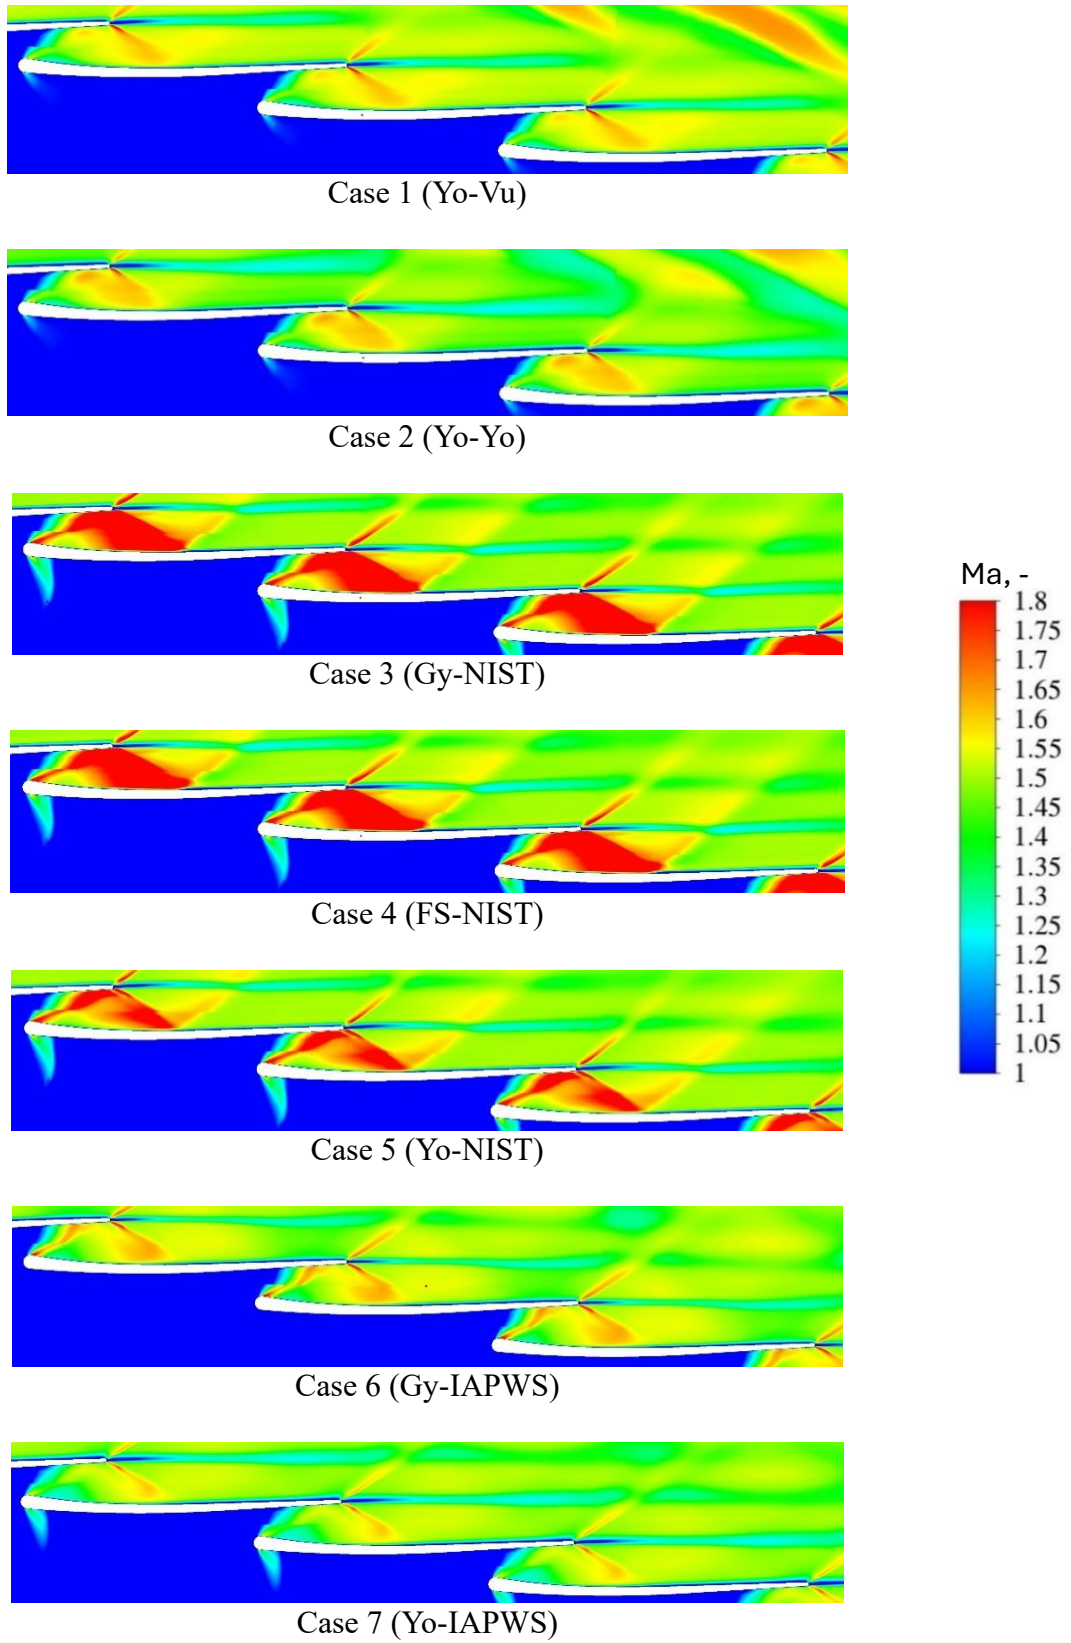 Case 1 (Yo-Vu)
Case 2 (Yo-Yo)
Case 3 (Gy-NIST)
Ma, -
1.8
1.75
1.7
1.65
1.6
1.55
1.5
1.45
1.4
1.35
1.3
1.25
1.2
1.15
1.1
1.05
1
Case 4 (FS-NIST)
Case 5 (Yo-NIST)
Case 6 (Gy-IAPWS)
Case 7 (Yo-IAPWS)